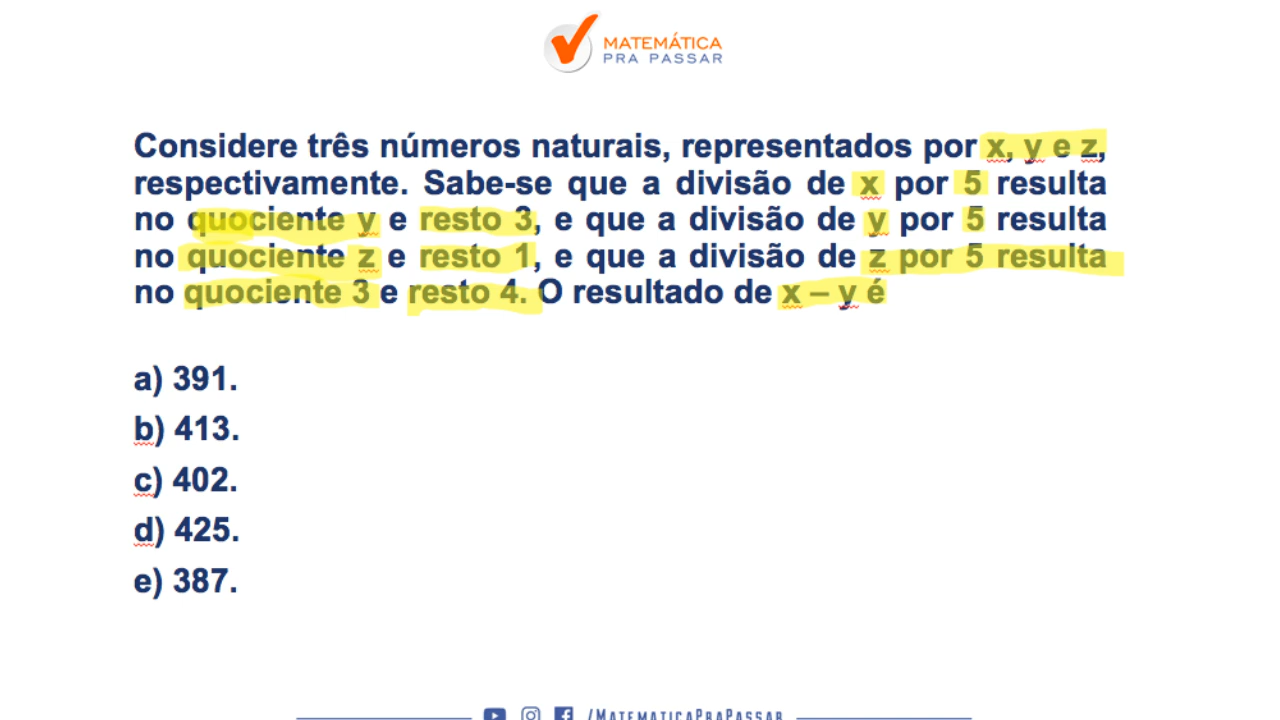 MATEMÁTICA
PRA PASSAR
Considere três números naturais, representados por x, y e z,
respectivamente. Sabe-se que a divisão de x por 5 resulta
no quociente y e resto 3, e que a divisão de y por 5 resulta
no quociente z e resto 1, e que a divisão de z por 5 resulta
no quociente 3 e resto 4. O resultado de x – y é
a) 391.
b) 413.
c) 402.
d) 425.
e) 387.
/MATEMATICAPRAPASSAR